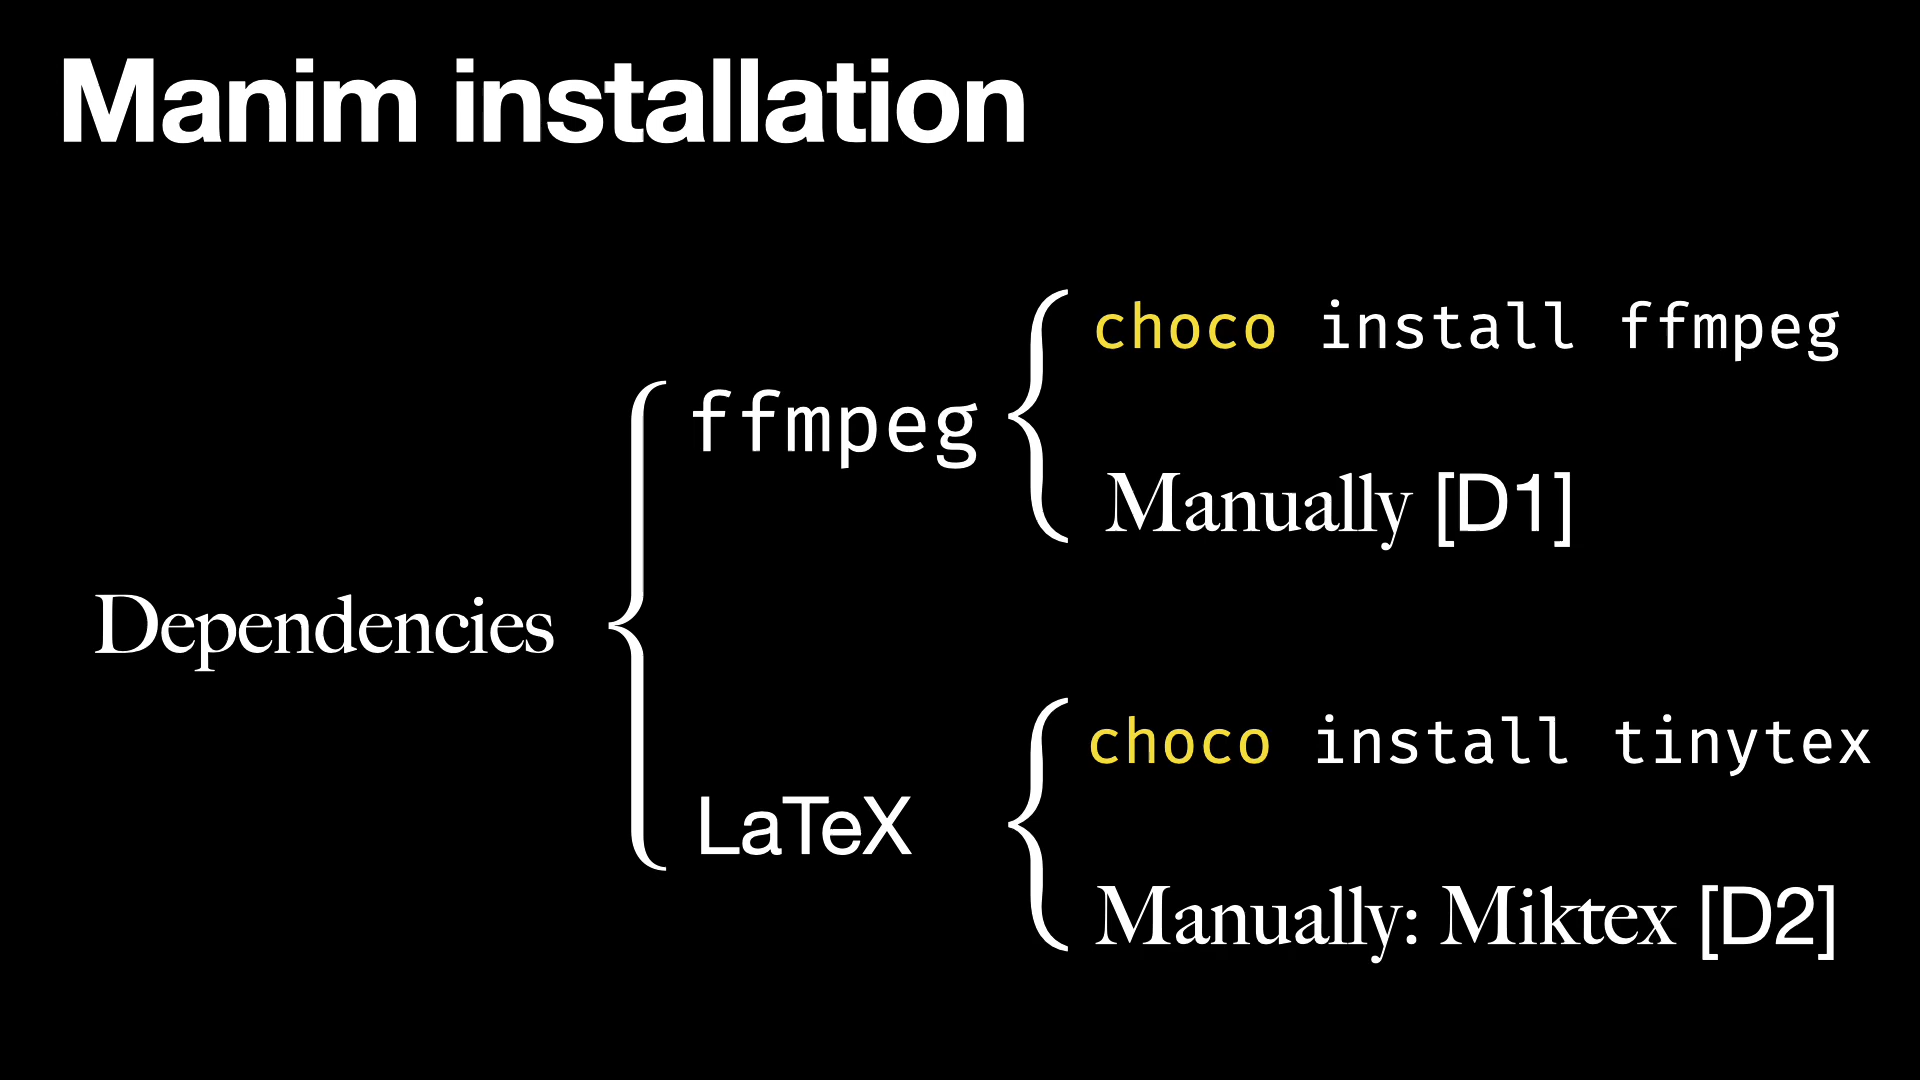 Manim installation
choco install ffmpeg
ffmpeg
Manually [D1]
Dependencies
choco install tinytex
LaTeX
Manually: Miktex [D2]